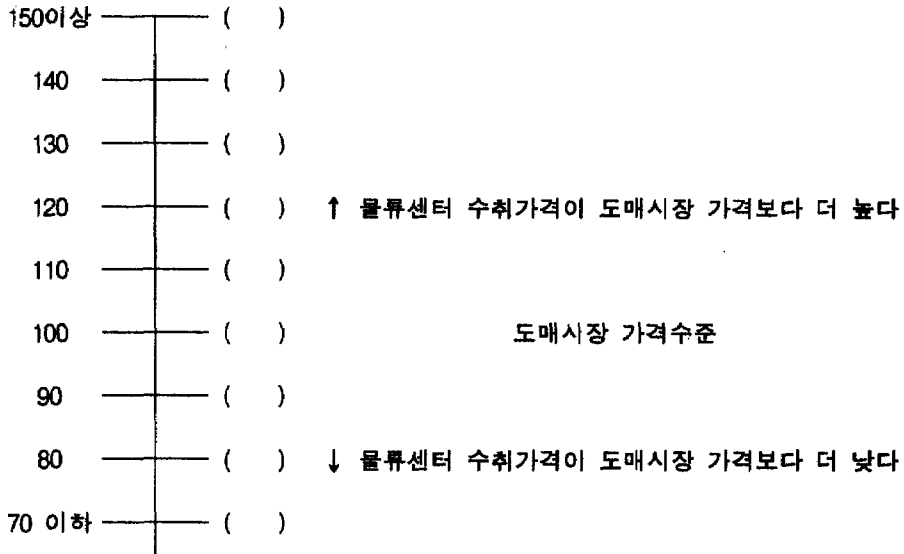 150이상 ( )
140 ( )
130 ( )
120 ( ) ↑ 물류센터 수취가격이 도매시장 가격보다 더 높다
110 ( )
100 ( ) 도매시장 가격수준
90 ( )
80 ( ) ↓ 물류센터 수취가격이 도매시장 가격보다 더 낮다
70 이하 ( )